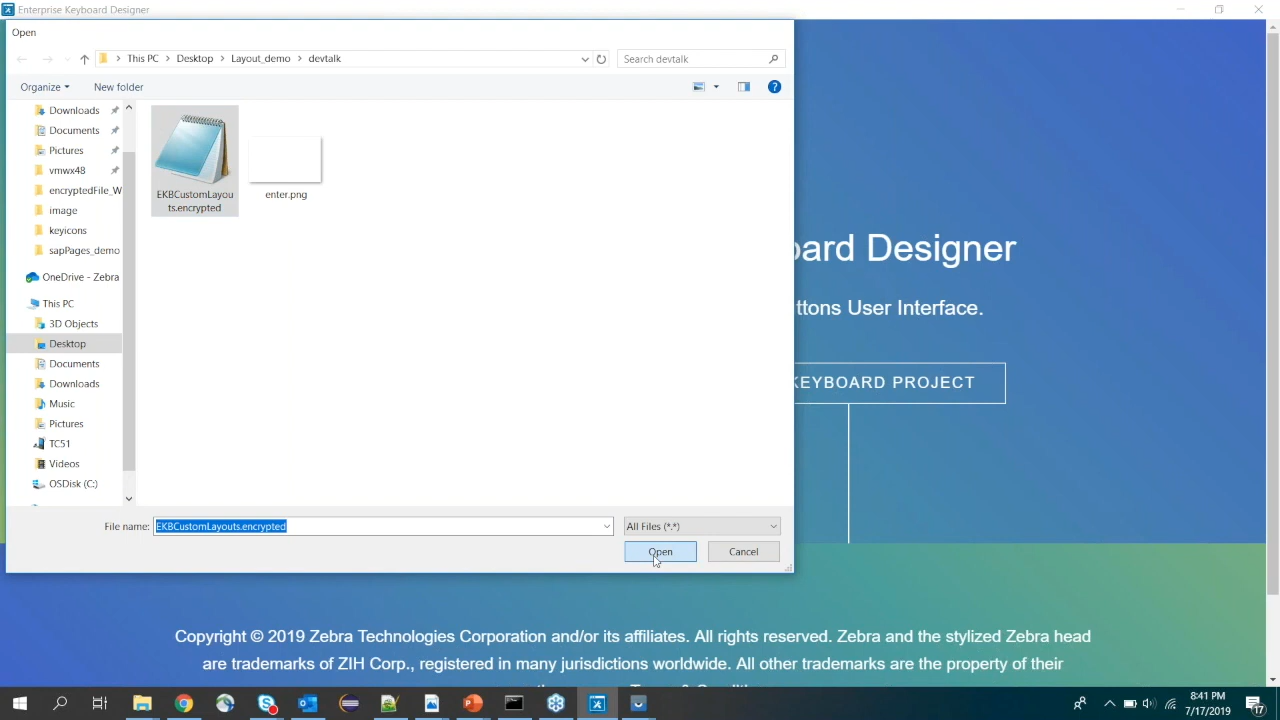 Enterprise Keyboard Designer
Open
This PC > Desktop > Layout_demo > devtalk
Search devtalk
Organize
New folder
Downloads
Documents
Pictures
vmwx48
encryptedFile_W
image
keyicons
sapPages_demo
OneDrive - Zebra
This PC
3D Objects
Desktop
Documents
Downloads
Music
Pictures
TC51
Videos
OSDisk (C:)
EKBCustomLayou
ts.encrypted
enter.png
File name: EKBCustomLayouts.encrypted
All Files (*.*)
Open
Cancel
oard Designer
ttons User Interface.
KEYBOARD PROJECT
Copyright © 2019 Zebra Technologies Corporation and/or its affiliates. All rights reserved. Zebra and the stylized Zebra head
are trademarks of ZIH Corp., registered in many jurisdictions worldwide. All other trademarks are the property of their
8:41 PM
7/17/2019
17